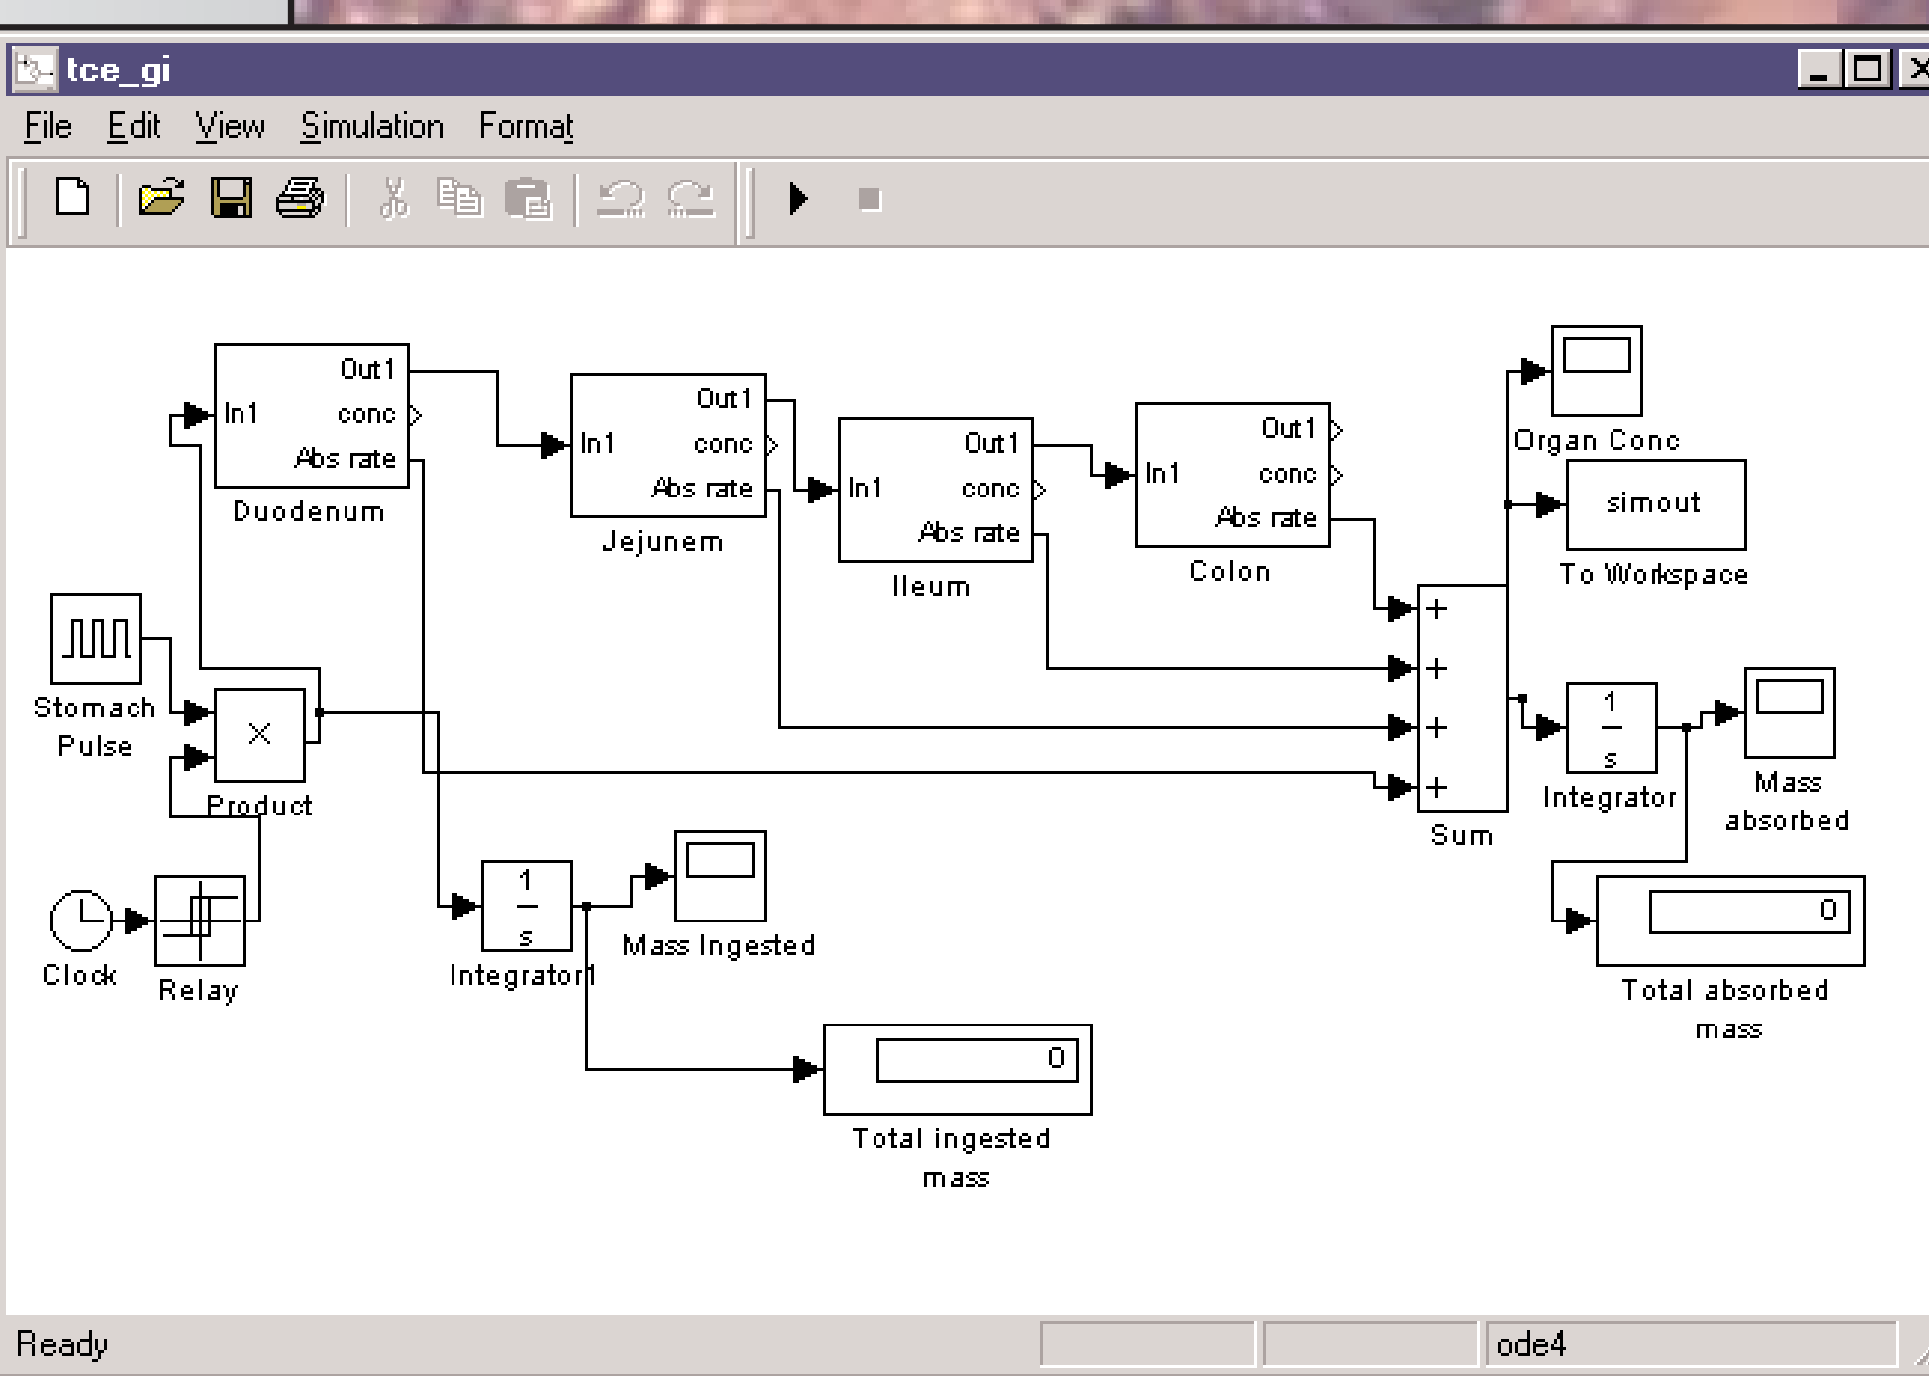 tce_gi
File Edit View Simulation Format
Out1
In1 conc
Abs rate
Duodenum
Out1
In1 conc
Abs rate
Jejunem
Out1
In1 conc
Abs rate
Ileum
Out1
In1 conc
Abs rate
Colon
Organ Conc
simout
To Workspace
Stomach
Pulse
×
Product
Clock
Relay
1
s
Integrator1
Mass Ingested
0
Total ingested
mass
+
+
+
+
Sum
1
s
Integrator
Mass
absorbed
0
Total absorbed
mass
Ready ode4